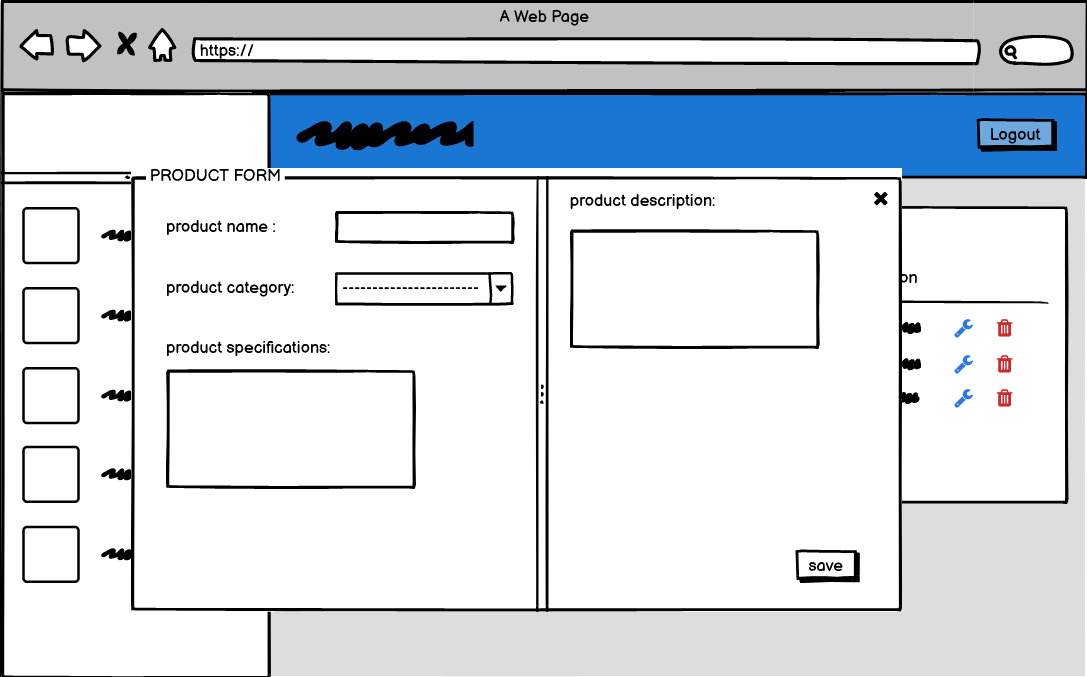 A Web Page
https://
Logout
PRODUCT FORM
product name :
product category:
product specifications:
product description:
on
save